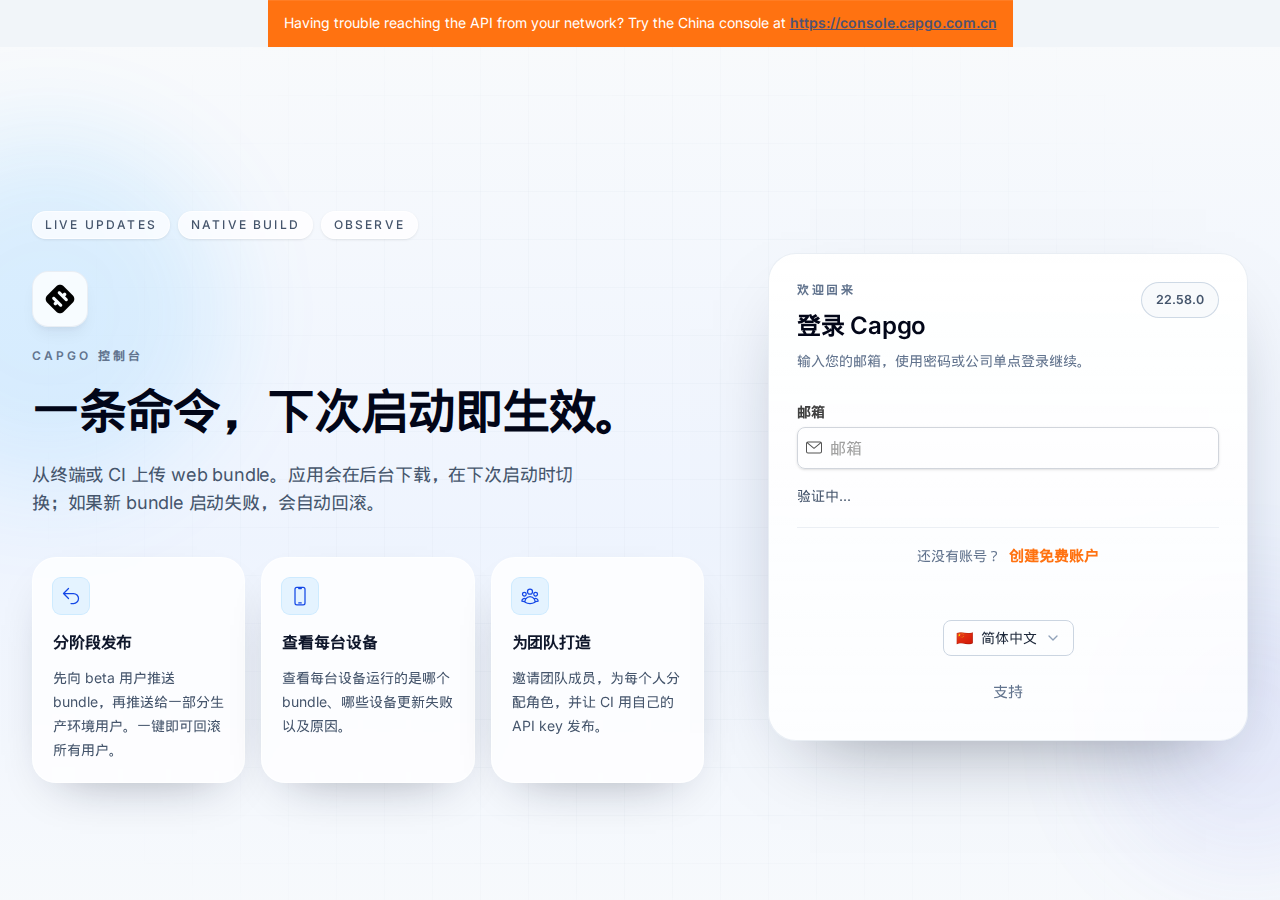 Having trouble reaching the API from your network? Try the China console at https://console.capgo.com.cn
LIVE UPDATES
NATIVE BUILD
OBSERVE
CAPGO 控制台
一条命令，下次启动即生效。
从终端或 CI 上传 web bundle。应用会在后台下载，在下次启动时切
换；如果新 bundle 启动失败，会自动回滚。
分阶段发布
先向 beta 用户推送
bundle，再推送给一部分生
产环境用户。一键即可回滚
所有用户。
查看每台设备
查看每台设备运行的是哪个
bundle、哪些设备更新失败
以及原因。
为团队打造
邀请团队成员，为每个人分
配角色，并让 CI 用自己的
API key 发布。
欢迎回来
22.58.0
登录 Capgo
输入您的邮箱，使用密码或公司单点登录继续。
邮箱
邮箱
验证中...
还没有账号？ 创建免费账户
简体中文
支持